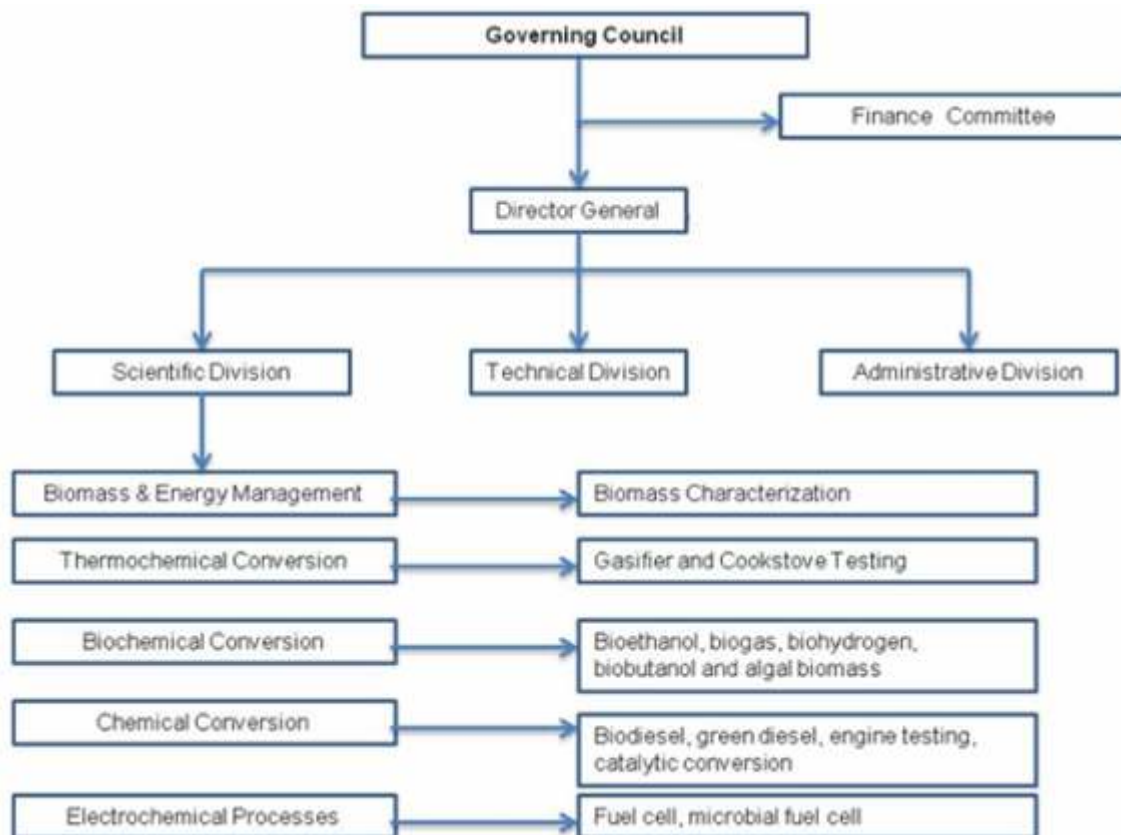 Governing Council
Finance Committee
Director General
Scientific Division
Technical Division
Administrative Division
Biomass & Energy Management
Biomass Characterization
Thermochemical Conversion
Gasifier and Cookstove Testing
Biochemical Conversion
Bioethanol, biogas, biohydrogen,
biobutanol and algal biomass
Chemical Conversion
Biodiesel, green diesel, engine testing,
catalytic conversion
Electrochemical Processes
Fuel cell, microbial fuel cell